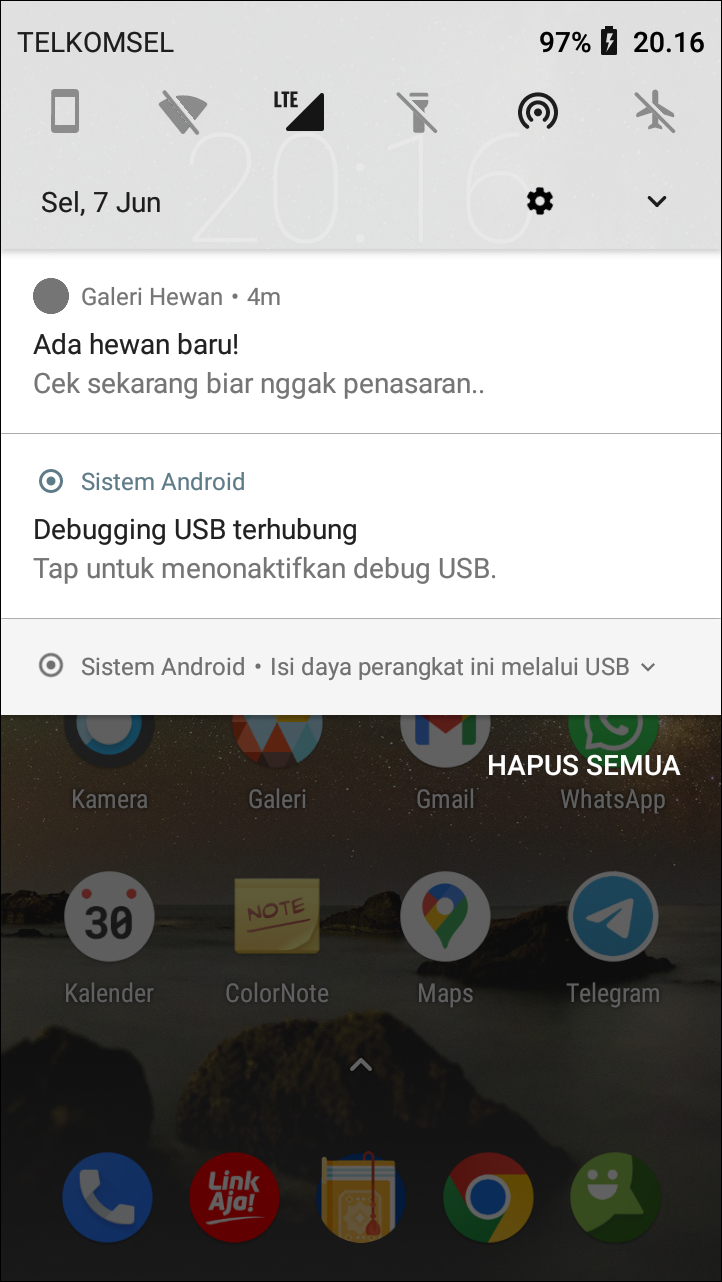 TELKOMSEL 97% 20.16
LTE
20:16
Sel, 7 Jun
Galeri Hewan • 4m
Ada hewan baru!
Cek sekarang biar nggak penasaran..
Sistem Android
Debugging USB terhubung
Tap untuk menonaktifkan debug USB.
Sistem Android • Isi daya perangkat ini melalui USB
HAPUS SEMUA
Kamera Galeri Gmail WhatsApp
30 NOTE
Kalender ColorNote Maps Telegram
Link
Aja!